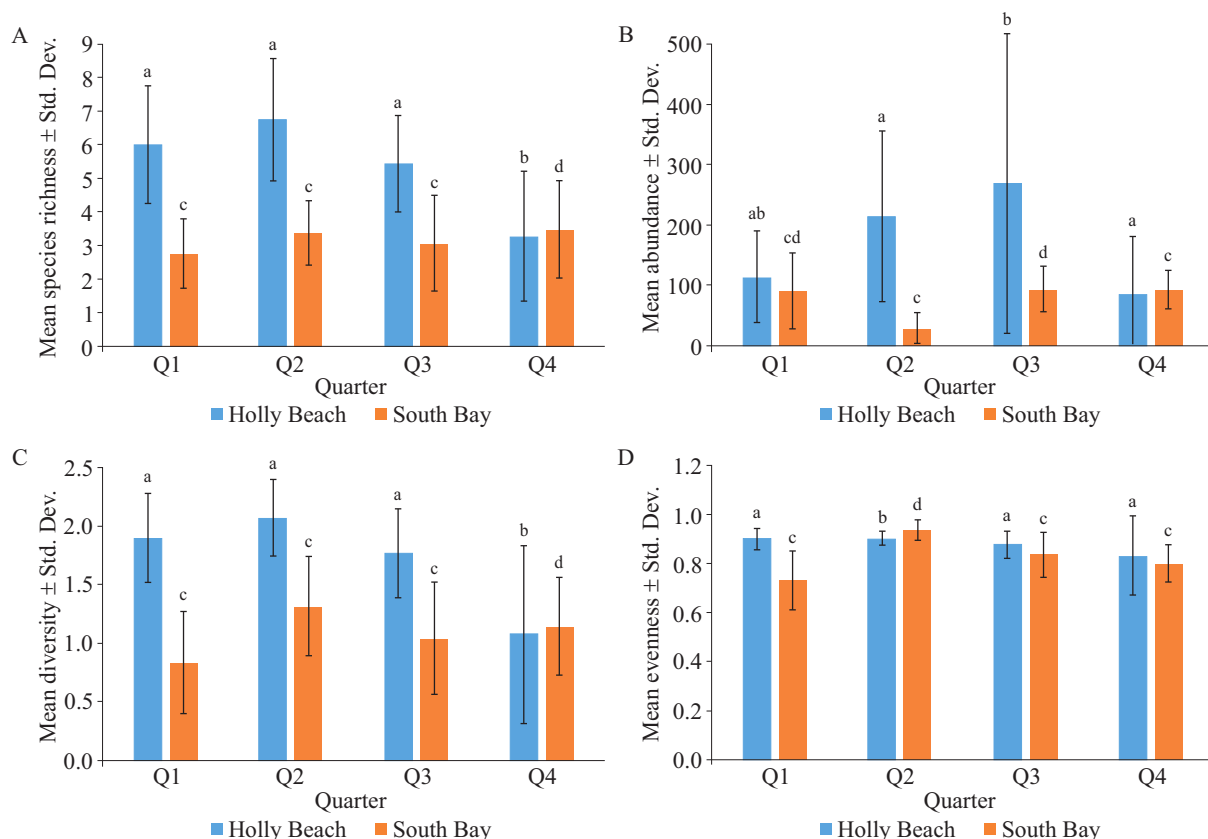 A
Mean species richness ± Std. Dev.
9
8
7
6
5
4
3
2
1
0
a
c
a
c
a
c
b
d
Q1 Q2 Q3 Q4
Quarter
Holly Beach South Bay
B
Mean abundance ± Std. Dev.
500
400
300
200
100
0
ab
cd
a
c
b
d
a
c
Q1 Q2 Q3 Q4
Quarter
Holly Beach South Bay
C
Mean diversity ± Std. Dev.
2.5
2.0
1.5
1.0
0.5
0.0
a
c
a
c
a
c
b
d
Q1 Q2 Q3 Q4
Quarter
Holly Beach South Bay
D
Mean evenness ± Std. Dev.
1.2
1.0
0.8
0.6
0.4
0.2
0.0
a
c
b
d
a
c
a
c
Q1 Q2 Q3 Q4
Quarter
Holly Beach South Bay